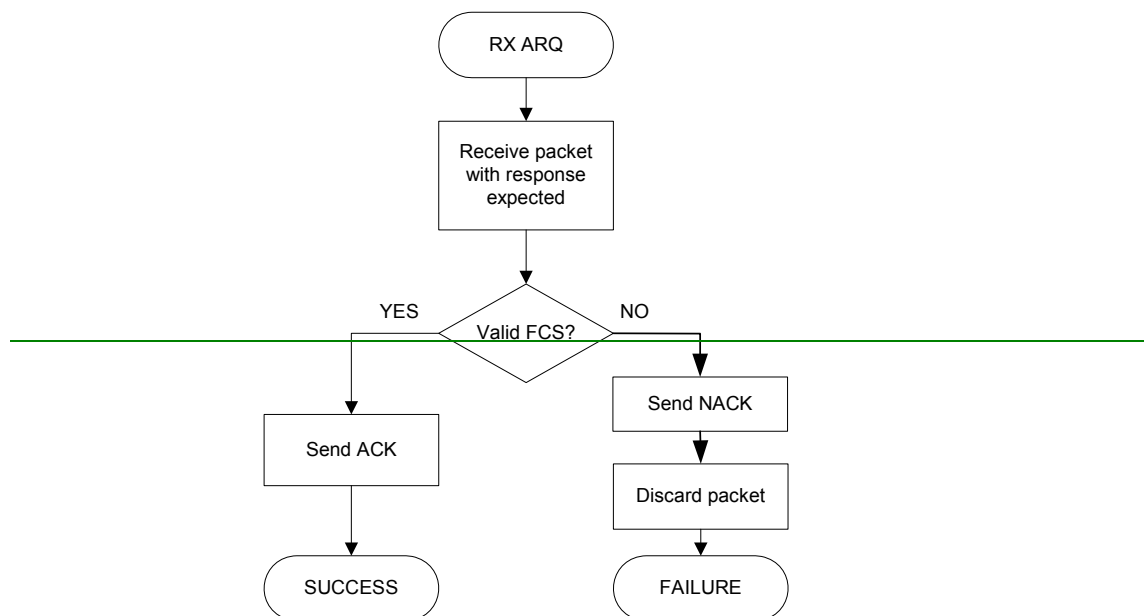 RX ARQ
Receive packet
with response
expected
YES
NO
Valid FCS?
Send NACK
Send ACK
Discard packet
SUCCESS
FAILURE